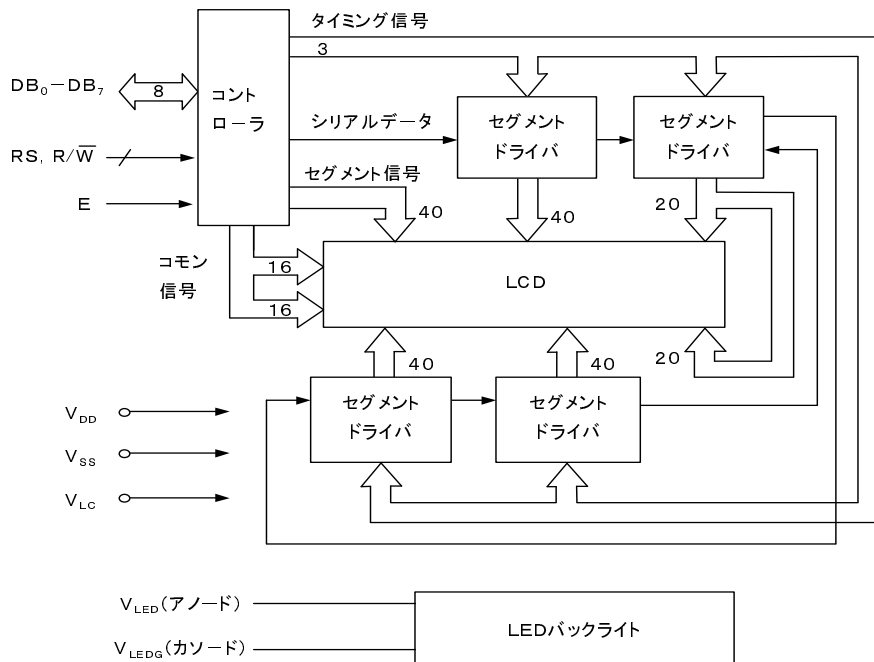 タイミング信号
3
コント
ローラ
DB₀－DB₇
8
シリアルデータ
セグメント
ドライバ
セグメント
ドライバ
RS, R/W̅
セグメント信号
E
40
40
20
コモン
信号
16
16
LCD
40
40
20
セグメント
ドライバ
セグメント
ドライバ
V_DD
V_SS
V_LC
V_LED(アノード)
LEDバックライト
V_LEDG(カソード)